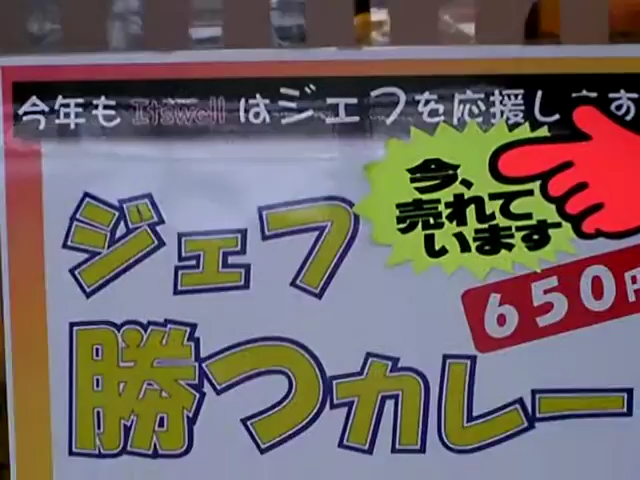 今年も Itswell はジェフを応援します
今、
売れて
います
ジェフ
650円
勝つカレー